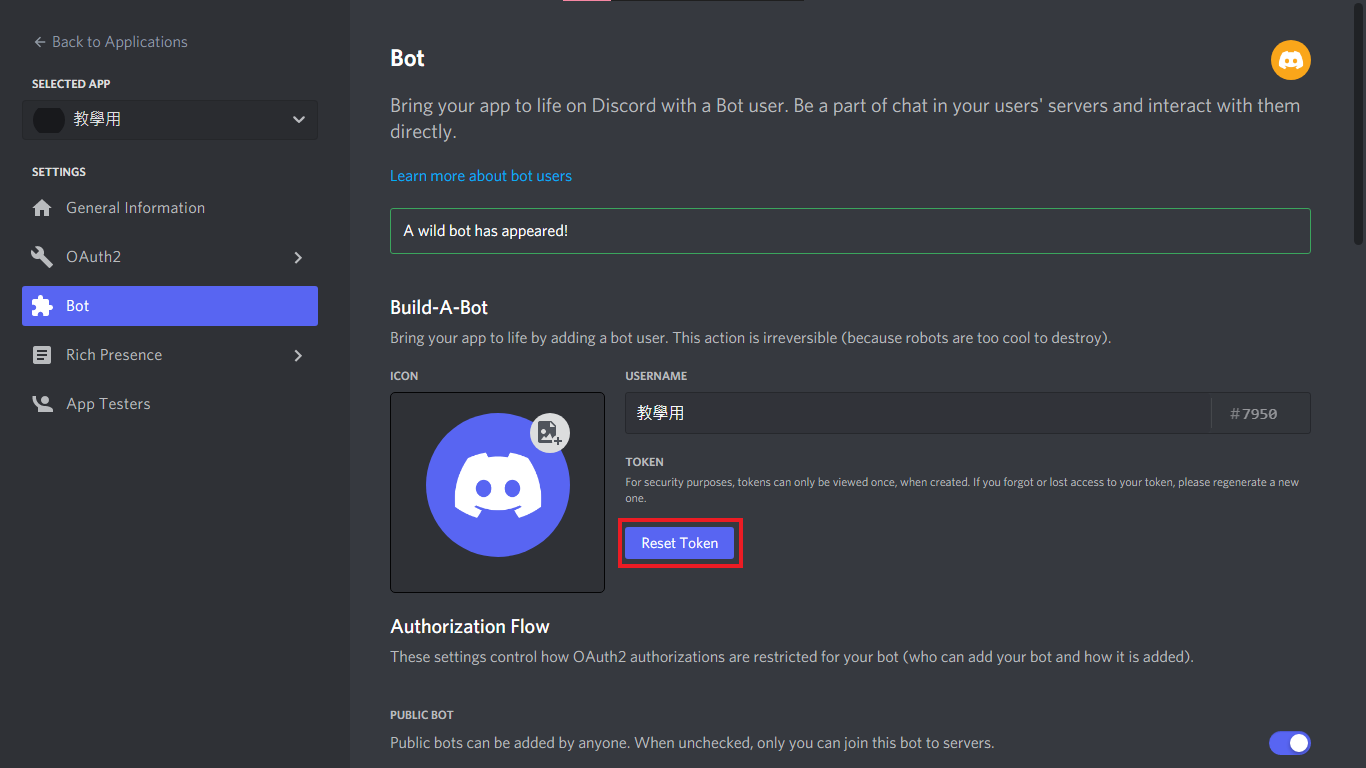 Back to Applications
SELECTED APP
教學用
SETTINGS
General Information
OAuth2
Bot
Rich Presence
App Testers
Bot
Bring your app to life on Discord with a Bot user. Be a part of chat in your users' servers and interact with them
directly.
Learn more about bot users
A wild bot has appeared!
Build-A-Bot
Bring your app to life by adding a bot user. This action is irreversible (because robots are too cool to destroy).
ICON
USERNAME
教學用
#7950
TOKEN
For security purposes, tokens can only be viewed once, when created. If you forgot or lost access to your token, please regenerate a new
one.
Reset Token
Authorization Flow
These settings control how OAuth2 authorizations are restricted for your bot (who can add your bot and how it is added).
PUBLIC BOT
Public bots can be added by anyone. When unchecked, only you can join this bot to servers.